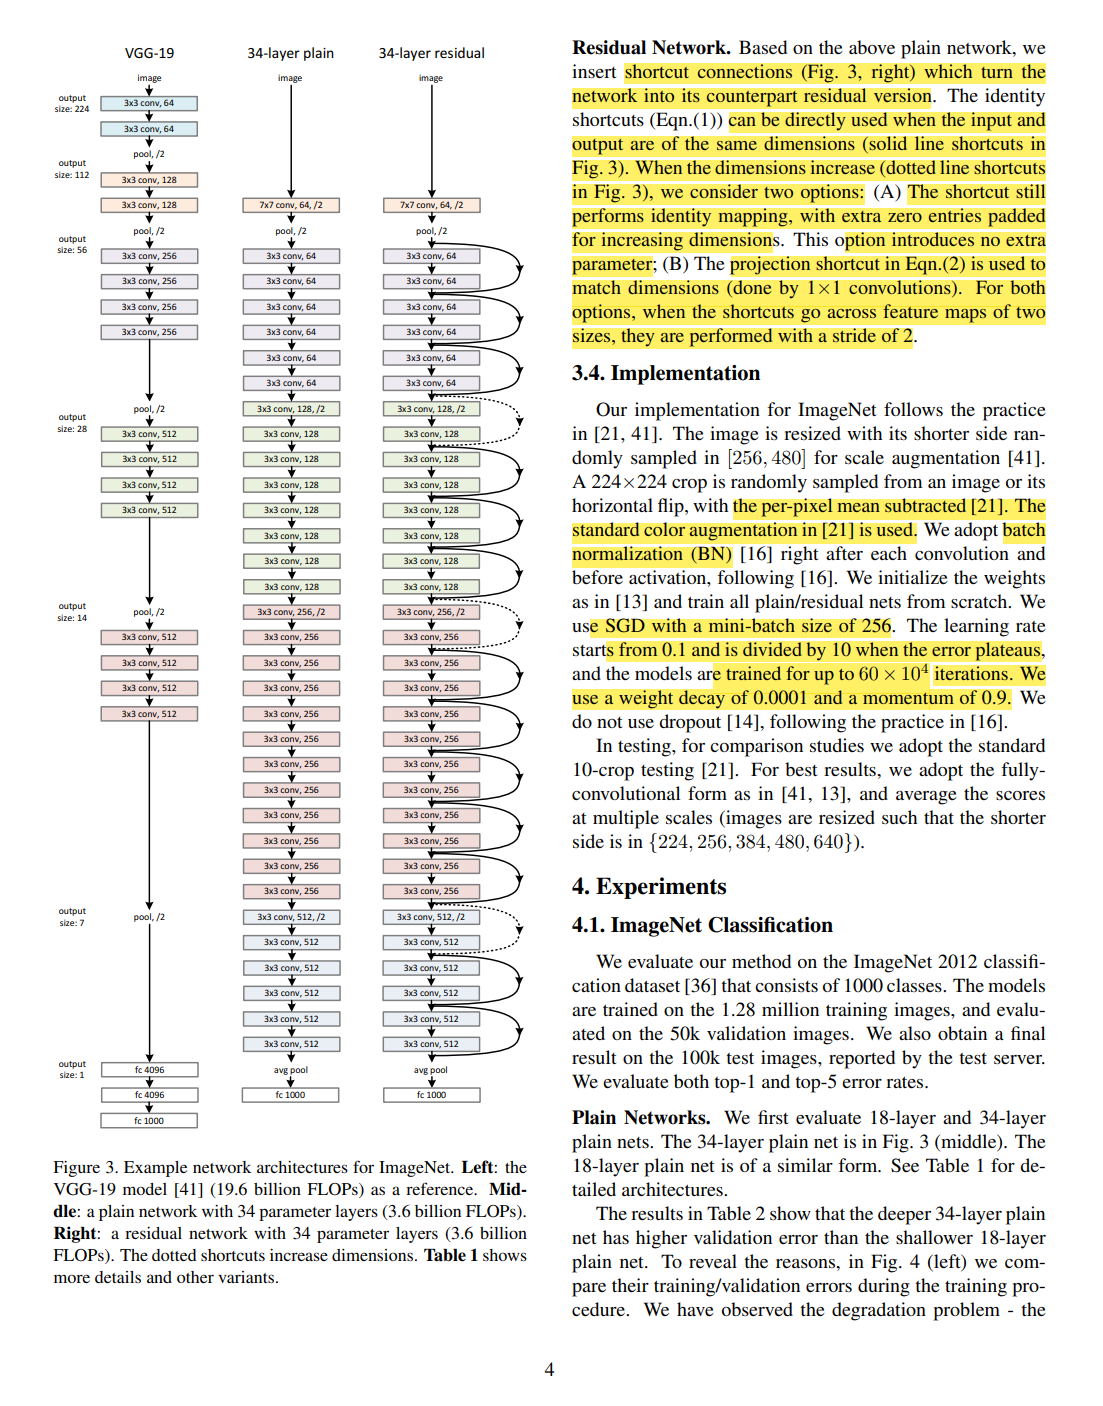 VGG-19
image
output
size: 224
3x3 conv, 64
3x3 conv, 64
pool, /2
output
size: 112
3x3 conv, 128
3x3 conv, 128
pool, /2
output
size: 56
3x3 conv, 256
3x3 conv, 256
3x3 conv, 256
3x3 conv, 256
pool, /2
output
size: 28
3x3 conv, 512
3x3 conv, 512
3x3 conv, 512
3x3 conv, 512
pool, /2
output
size: 14
3x3 conv, 512
3x3 conv, 512
3x3 conv, 512
3x3 conv, 512
pool, /2
output
size: 7
output
size: 1
fc 4096
fc 4096
fc 1000
34-layer plain
image
7x7 conv, 64, /2
pool, /2
3x3 conv, 64
3x3 conv, 64
3x3 conv, 64
3x3 conv, 64
3x3 conv, 64
3x3 conv, 64
3x3 conv, 128, /2
3x3 conv, 128
3x3 conv, 128
3x3 conv, 128
3x3 conv, 128
3x3 conv, 128
3x3 conv, 128
3x3 conv, 128
3x3 conv, 256, /2
3x3 conv, 256
3x3 conv, 256
3x3 conv, 256
3x3 conv, 256
3x3 conv, 256
3x3 conv, 256
3x3 conv, 256
3x3 conv, 256
3x3 conv, 256
3x3 conv, 256
3x3 conv, 256
3x3 conv, 512, /2
3x3 conv, 512
3x3 conv, 512
3x3 conv, 512
3x3 conv, 512
3x3 conv, 512
avg pool
fc 1000
34-layer residual
image
7x7 conv, 64, /2
pool, /2
3x3 conv, 64
3x3 conv, 64
3x3 conv, 64
3x3 conv, 64
3x3 conv, 64
3x3 conv, 64
3x3 conv, 128, /2
3x3 conv, 128
3x3 conv, 128
3x3 conv, 128
3x3 conv, 128
3x3 conv, 128
3x3 conv, 128
3x3 conv, 128
3x3 conv, 256, /2
3x3 conv, 256
3x3 conv, 256
3x3 conv, 256
3x3 conv, 256
3x3 conv, 256
3x3 conv, 256
3x3 conv, 256
3x3 conv, 256
3x3 conv, 256
3x3 conv, 256
3x3 conv, 256
3x3 conv, 512, /2
3x3 conv, 512
3x3 conv, 512
3x3 conv, 512
3x3 conv, 512
3x3 conv, 512
avg pool
fc 1000
Figure 3. Example network architectures for ImageNet. Left: the
VGG-19 model [41] (19.6 billion FLOPs) as a reference. Mid-
dle: a plain network with 34 parameter layers (3.6 billion FLOPs).
Right: a residual network with 34 parameter layers (3.6 billion
FLOPs). The dotted shortcuts increase dimensions. Table 1 shows
more details and other variants.
Residual Network. Based on the above plain network, we
insert shortcut connections (Fig. 3, right) which turn the
network into its counterpart residual version. The identity
shortcuts (Eqn.(1)) can be directly used when the input and
output are of the same dimensions (solid line shortcuts in
Fig. 3). When the dimensions increase (dotted line shortcuts
in Fig. 3), we consider two options: (A) The shortcut still
performs identity mapping, with extra zero entries padded
for increasing dimensions. This option introduces no extra
parameter; (B) The projection shortcut in Eqn.(2) is used to
match dimensions (done by 1×1 convolutions). For both
options, when the shortcuts go across feature maps of two
sizes, they are performed with a stride of 2.
3.4. Implementation
Our implementation for ImageNet follows the practice
in [21, 41]. The image is resized with its shorter side ran-
domly sampled in [256, 480] for scale augmentation [41].
A 224×224 crop is randomly sampled from an image or its
horizontal flip, with the per-pixel mean subtracted [21]. The
standard color augmentation in [21] is used. We adopt batch
normalization (BN) [16] right after each convolution and
before activation, following [16]. We initialize the weights
as in [13] and train all plain/residual nets from scratch. We
use SGD with a mini-batch size of 256. The learning rate
starts from 0.1 and is divided by 10 when the error plateaus,
and the models are trained for up to 60 × 10⁴ iterations. We
use a weight decay of 0.0001 and a momentum of 0.9. We
do not use dropout [14], following the practice in [16].
In testing, for comparison studies we adopt the standard
10-crop testing [21]. For best results, we adopt the fully-
convolutional form as in [41, 13], and average the scores
at multiple scales (images are resized such that the shorter
side is in {224, 256, 384, 480, 640}).
4. Experiments
4.1. ImageNet Classification
We evaluate our method on the ImageNet 2012 classifi-
cation dataset [36] that consists of 1000 classes. The models
are trained on the 1.28 million training images, and evalu-
ated on the 50k validation images. We also obtain a final
result on the 100k test images, reported by the test server.
We evaluate both top-1 and top-5 error rates.
Plain Networks. We first evaluate 18-layer and 34-layer
plain nets. The 34-layer plain net is in Fig. 3 (middle). The
18-layer plain net is of a similar form. See Table 1 for de-
tailed architectures.
The results in Table 2 show that the deeper 34-layer plain
net has higher validation error than the shallower 18-layer
plain net. To reveal the reasons, in Fig. 4 (left) we com-
pare their training/validation errors during the training pro-
cedure. We have observed the degradation problem - the
4